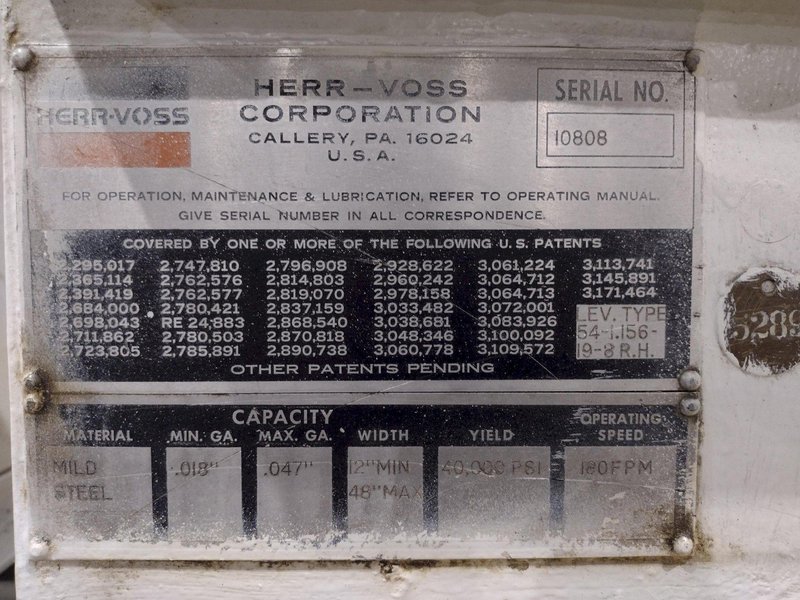 HERR-VOSS
HERR-VOSS
CORPORATION
CALLERY, PA. 16024
U.S.A.
SERIAL NO.
10808
FOR OPERATION, MAINTENANCE & LUBRICATION, REFER TO OPERATING MANUAL.
GIVE SERIAL NUMBER IN ALL CORRESPONDENCE.
COVERED BY ONE OR MORE OF THE FOLLOWING U.S. PATENTS
2,295,017 2,747,810 2,796,908 2,928,622 3,061,224 3,113,741
2,365,114 2,762,576 2,814,803 2,960,242 3,064,712 3,145,891
2,391,419 2,762,577 2,819,070 2,978,158 3,064,713 3,171,464
2,684,000 2,780,421 2,837,159 3,033,482 3,072,001
2,698,043 RE 24,883 2,868,540 3,038,681 3,083,926
2,711,862 2,780,503 2,870,818 3,048,346 3,100,092
2,723,805 2,785,891 2,890,738 3,060,778 3,109,572
LEV. TYPE
54-1.156-
19-8 R.H.
OTHER PATENTS PENDING
CAPACITY
MATERIAL MIN. GA. MAX. GA. WIDTH YIELD OPERATING SPEED
MILD STEEL .018" .047" 12" MIN 48" MAX 40,000 PSI 180 FPM
5289